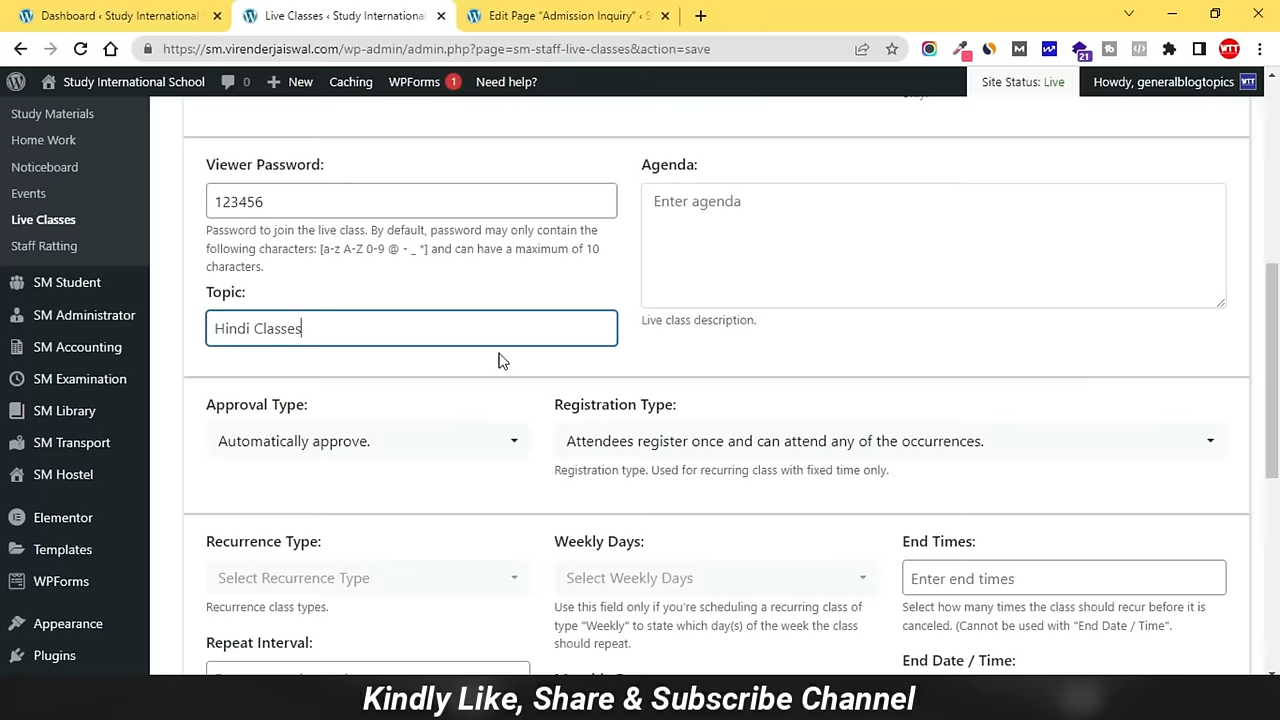 Dashboard ‹ Study International
Live Classes ‹ Study International
Edit Page "Admission Inquiry" ‹ S
https://sm.virenderjaiswal.com/wp-admin/admin.php?page=sm-staff-live-classes&action=save
21
WTT
Study International School
0
New
Caching
WPForms 1
Need help?
Site Status: Live
Howdy, generalblogtopics
WTT
Study Materials
Home Work
Noticeboard
Events
Live Classes
Staff Ratting
SM Student
SM Administrator
SM Accounting
SM Examination
SM Library
SM Transport
SM Hostel
Elementor
Templates
WPForms
Appearance
Plugins
Viewer Password:
123456
Password to join the live class. By default, password may only contain the
following characters: [a-z A-Z 0-9 @ - _ *] and can have a maximum of 10
characters.
Topic:
Hindi Classes
Agenda:
Enter agenda
Live class description.
Approval Type:
Automatically approve.
Registration Type:
Attendees register once and can attend any of the occurrences.
Registration type. Used for recurring class with fixed time only.
Recurrence Type:
Select Recurrence Type
Recurrence class types.
Repeat Interval:
Weekly Days:
Select Weekly Days
Use this field only if you're scheduling a recurring class of
type "Weekly" to state which day(s) of the week the class
should repeat.
End Times:
Enter end times
Select how many times the class should recur before it is
canceled. (Cannot be used with "End Date / Time".
End Date / Time:
Kindly Like, Share & Subscribe Channel